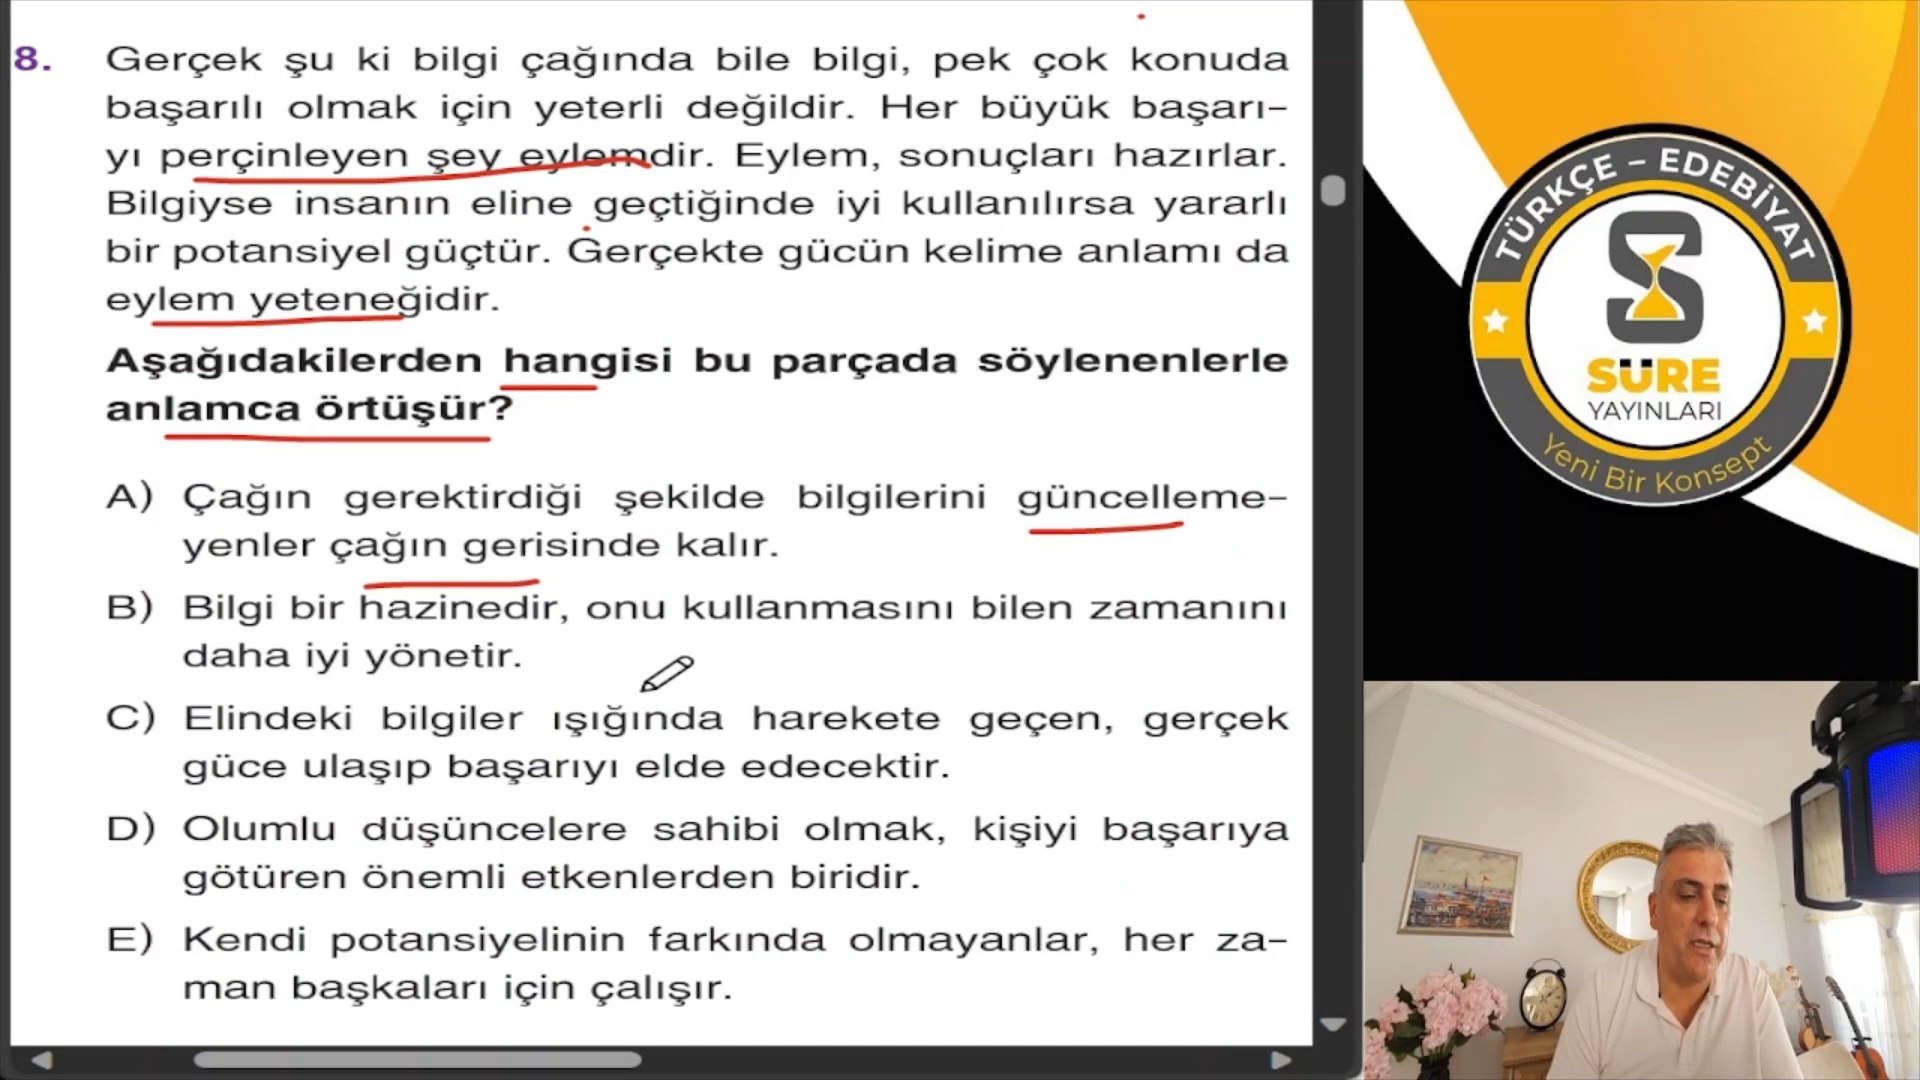 8. Gerçek şu ki bilgi çağında bile bilgi, pek çok konuda
başarılı olmak için yeterli değildir. Her büyük başarı-
yı perçinleyen şey eylemdir. Eylem, sonuçları hazırlar.
Bilgiyse insanın eline geçtiğinde iyi kullanılırsa yararlı
bir potansiyel güçtür. Gerçekte gücün kelime anlamı da
eylem yeteneğidir.
Aşağıdakilerden hangisi bu parçada söylenenlerle
anlamca örtüşür?
A) Çağın gerektirdiği şekilde bilgilerini güncelleme-
yenler çağın gerisinde kalır.
B) Bilgi bir hazinedir, onu kullanmasını bilen zamanını
daha iyi yönetir.
C) Elindeki bilgiler ışığında harekete geçen, gerçek
güce ulaşıp başarıyı elde edecektir.
D) Olumlu düşüncelere sahibi olmak, kişiyi başarıya
götüren önemli etkenlerden biridir.
E) Kendi potansiyelinin farkında olmayanlar, her za-
man başkaları için çalışır.
TÜRKÇE – EDEBİYAT
S
SÜRE
YAYINLARI
Yeni Bir Konsept